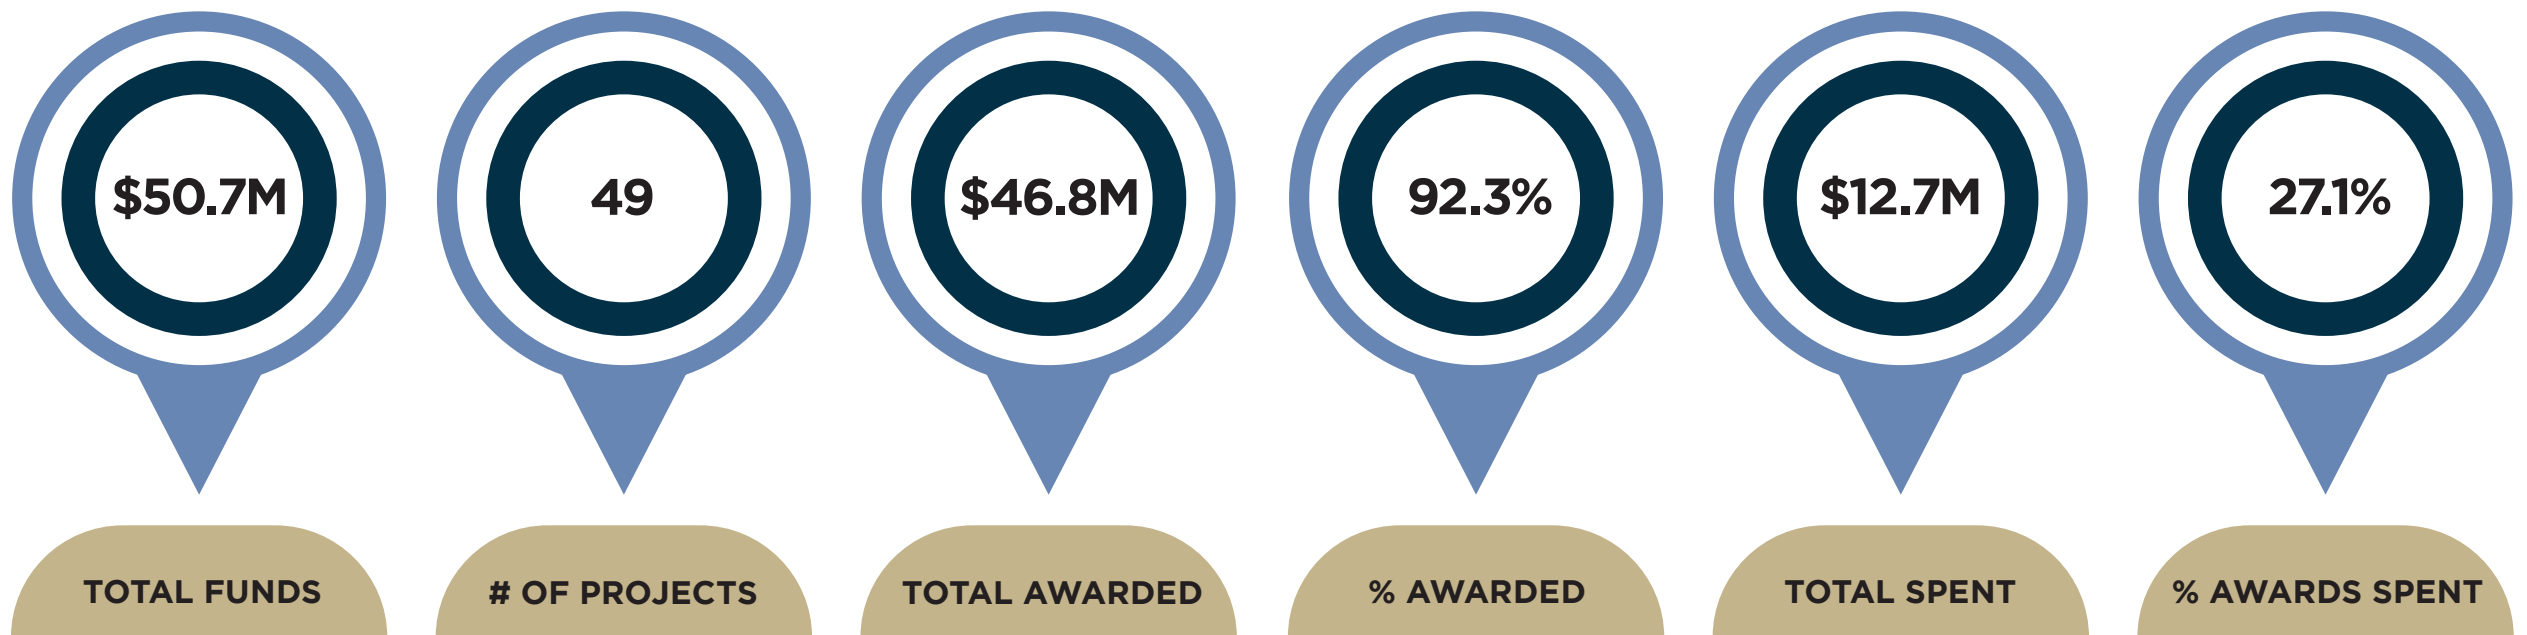 $50.7M
49
$46.8M
92.3%
$12.7M
27.1%
TOTAL FUNDS
# OF PROJECTS
TOTAL AWARDED
% AWARDED
TOTAL SPENT
% AWARDS SPENT